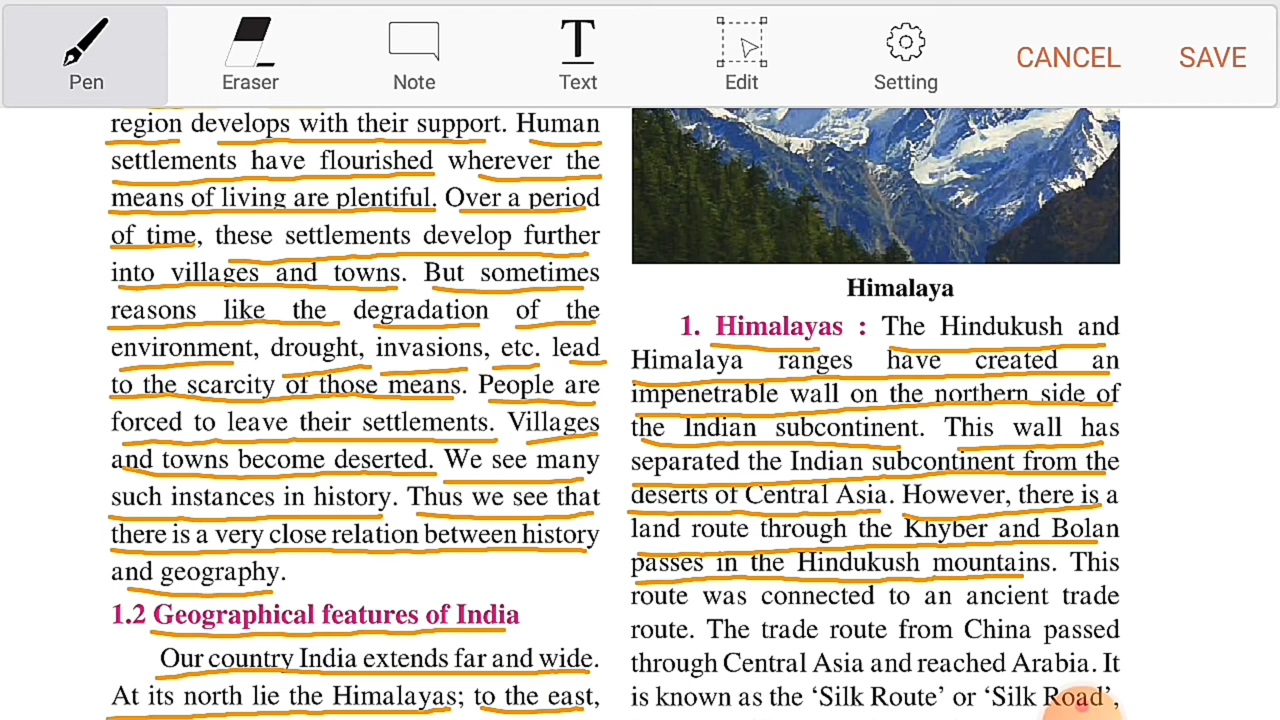 Pen
Eraser
Note
Text
Edit
Setting
CANCEL
SAVE
region develops with their support. Human
settlements have flourished wherever the
means of living are plentiful. Over a period
of time, these settlements develop further
into villages and towns. But sometimes
reasons like the degradation of the
environment, drought, invasions, etc. lead
to the scarcity of those means. People are
forced to leave their settlements. Villages
and towns become deserted. We see many
such instances in history. Thus we see that
there is a very close relation between history
and geography.
1.2 Geographical features of India
Our country India extends far and wide.
At its north lie the Himalayas; to the east,
Himalaya
1. Himalayas : The Hindukush and
Himalaya ranges have created an
impenetrable wall on the northern side of
the Indian subcontinent. This wall has
separated the Indian subcontinent from the
deserts of Central Asia. However, there is a
land route through the Khyber and Bolan
passes in the Hindukush mountains. This
route was connected to an ancient trade
route. The trade route from China passed
through Central Asia and reached Arabia. It
is known as the ‘Silk Route’ or ‘Silk Road’,